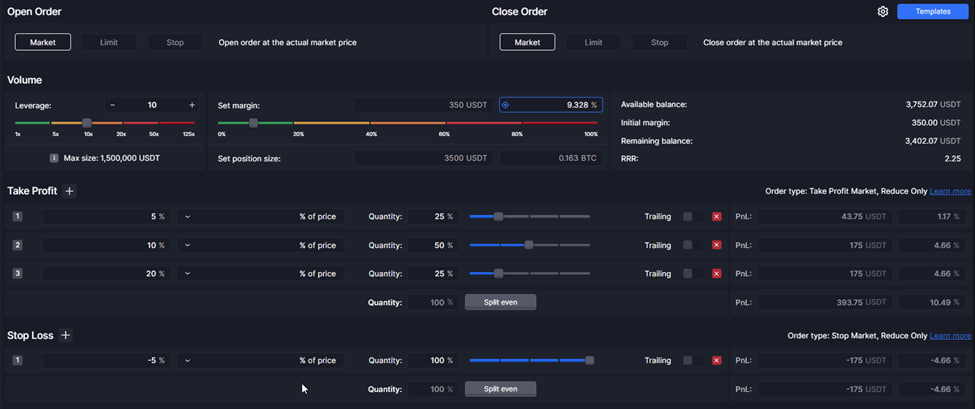 Open Order
Close Order
Templates
Market Limit Stop Open order at the actual market price
Market Limit Stop Close order at the actual market price
Volume
Leverage: − 10 +
1x 5x 10x 20x 50x 125x
i Max size: 1,500,000 USDT
Set margin: 350 USDT 9.328 %
0% 20% 40% 60% 80% 100%
Set position size: 3500 USDT 0.163 BTC
Available balance: 3,752.07 USDT
Initial margin: 350.00 USDT
Remaining balance: 3,402.07 USDT
RRR: 2.25
Take Profit +
Order type: Take Profit Market, Reduce Only Learn more
1 5 % % of price Quantity: 25 % Trailing PnL: 43.75 USDT 1.17 %
2 10 % % of price Quantity: 50 % Trailing PnL: 175 USDT 4.66 %
3 20 % % of price Quantity: 25 % Trailing PnL: 175 USDT 4.66 %
Quantity: 100 % Split even PnL: 393.75 USDT 10.49 %
Stop Loss +
Order type: Stop Market, Reduce Only Learn more
1 -5 % % of price Quantity: 100 % Trailing PnL: -175 USDT -4.66 %
Quantity: 100 % Split even PnL: -175 USDT -4.66 %